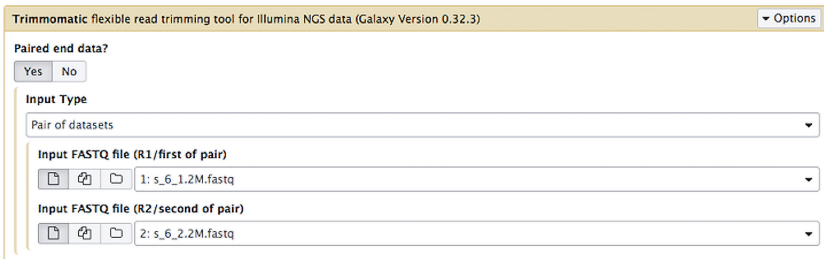 Trimmomatic flexible read trimming tool for Illumina NGS data (Galaxy Version 0.32.3) Options
Paired end data?
Yes No
Input Type
Pair of datasets
Input FASTQ file (R1/first of pair)
1: s_6_1.2M.fastq
Input FASTQ file (R2/second of pair)
2: s_6_2.2M.fastq